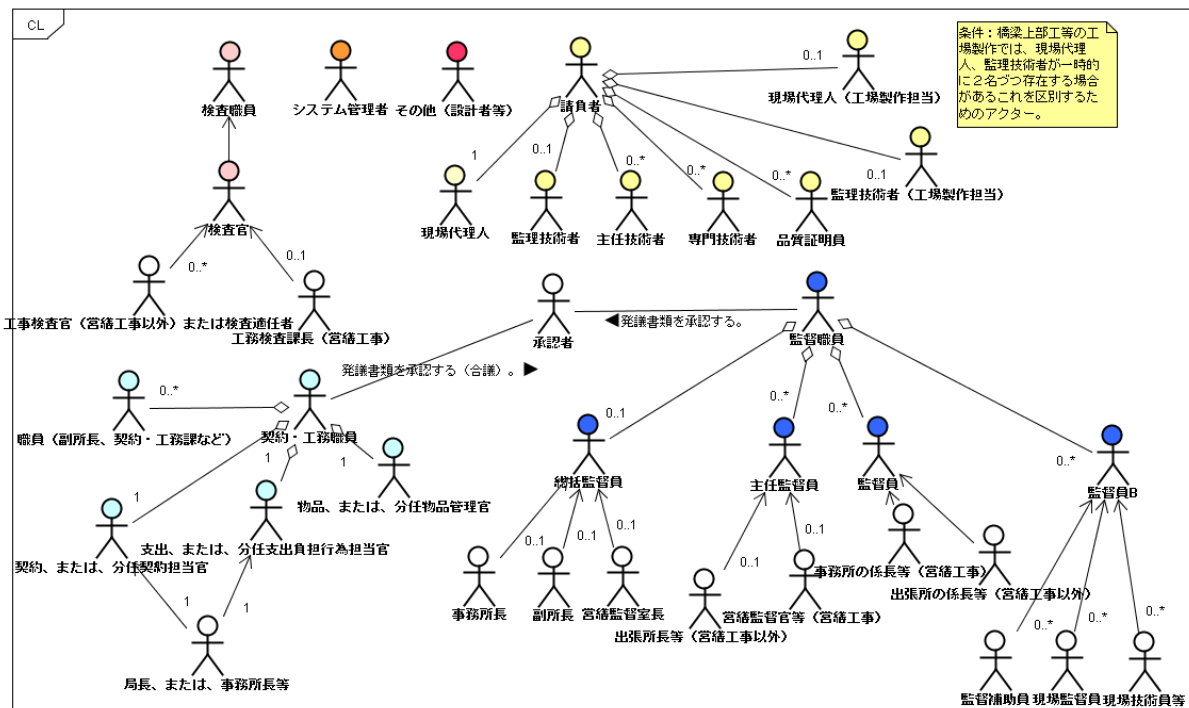 CL
条件：橋梁上部工等の工
場製作では、現場代理
人、監理技術者が一時的
に２名づつ存在する場合
があるこれを区別するた
めのアクター。
検査職員
システム管理者
その他（設計者等）
請負者
0..1
現場代理人（工場製作担当）
0..1
監理技術者（工場製作担当）
検査官
1
現場代理人
0..1
監理技術者
0..*
主任技術者
0..*
専門技術者
0..*
品質証明員
0..*
工事検査官（営繕工事以外）または検査適任者
0..1
工務検査課長（営繕工事）
承認者
◀発議書類を承認する。
監督職員
発議書類を承認する（合議）。▶
0..*
職員（副所長、契約・工務課など）
契約・工務職員
1
1
1
物品、または、分任物品管理官
支出、または、分任支出負担行為担当官
契約、または、分任契約担当官
1
1
局長、または、事務所長等
0..1
総括監督員
0..*
主任監督員
0..*
監督員
0..*
監督員B
0..1
事務所長
0..1
副所長
0..1
営繕監督室長
0..1
出張所長等（営繕工事以外）
0..1
営繕監督官等（営繕工事）
事務所の係長等（営繕工事）
出張所の係長等（営繕工事以外）
0..*
監督補助員
0..*
現場監督員
0..*
現場技術員等